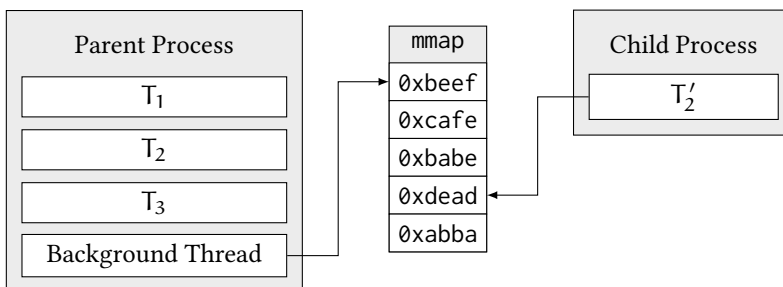 Parent Process
T₁
T₂
T₃
Background Thread
mmap
0xbeef
0xcafe
0xbabe
0xdead
0xabba
Child Process
T₂′